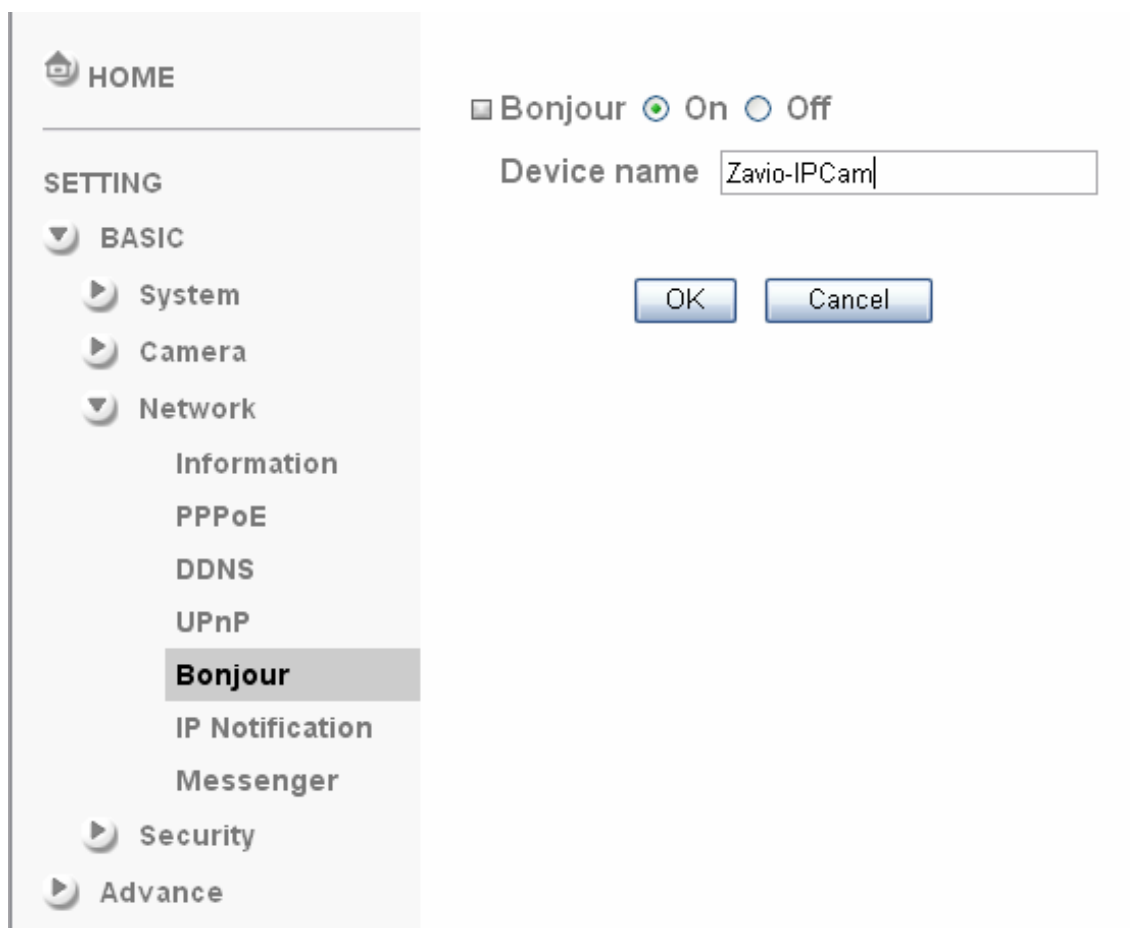 HOME
SETTING
BASIC
System
Camera
Network
Information
PPPoE
DDNS
UPnP
Bonjour
IP Notification
Messenger
Security
Advance
Bonjour On Off
Device name Zavio-IPCam
OK Cancel